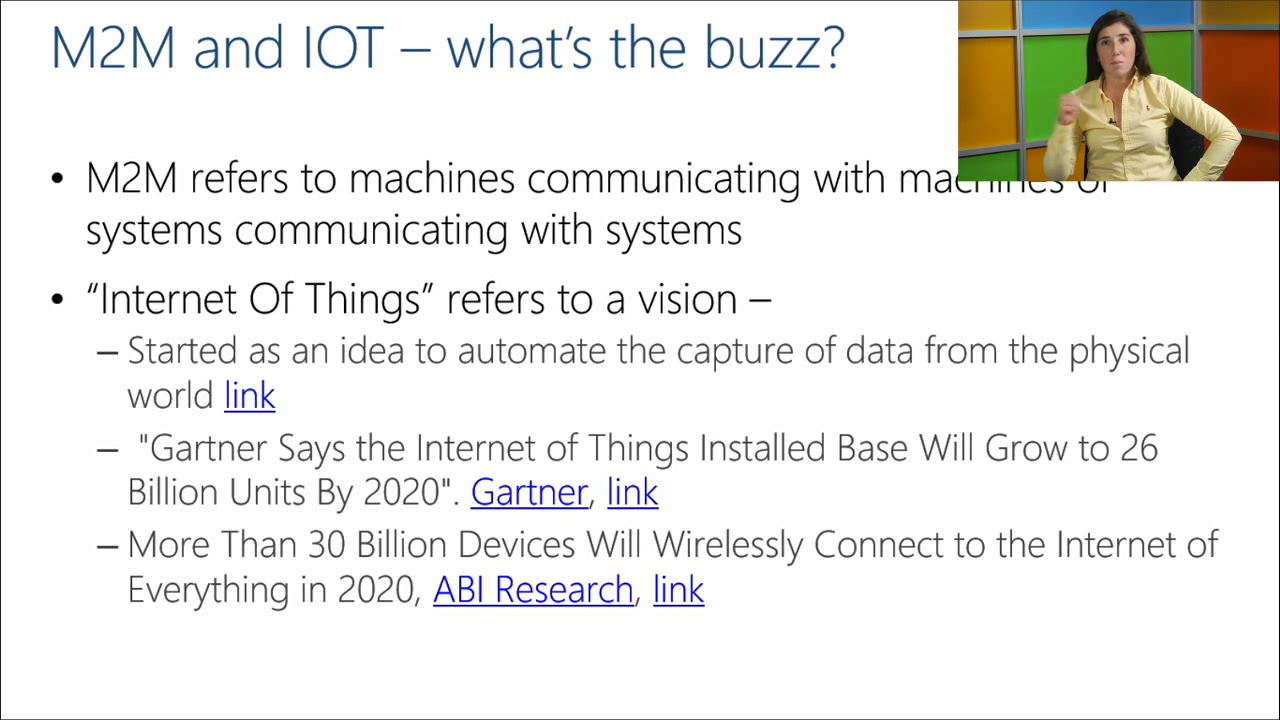 M2M and IOT – what's the buzz?
• M2M refers to machines communicating with machines or
systems communicating with systems
• “Internet Of Things” refers to a vision –
– Started as an idea to automate the capture of data from the physical
world link
– "Gartner Says the Internet of Things Installed Base Will Grow to 26
Billion Units By 2020". Gartner, link
– More Than 30 Billion Devices Will Wirelessly Connect to the Internet of
Everything in 2020, ABI Research, link